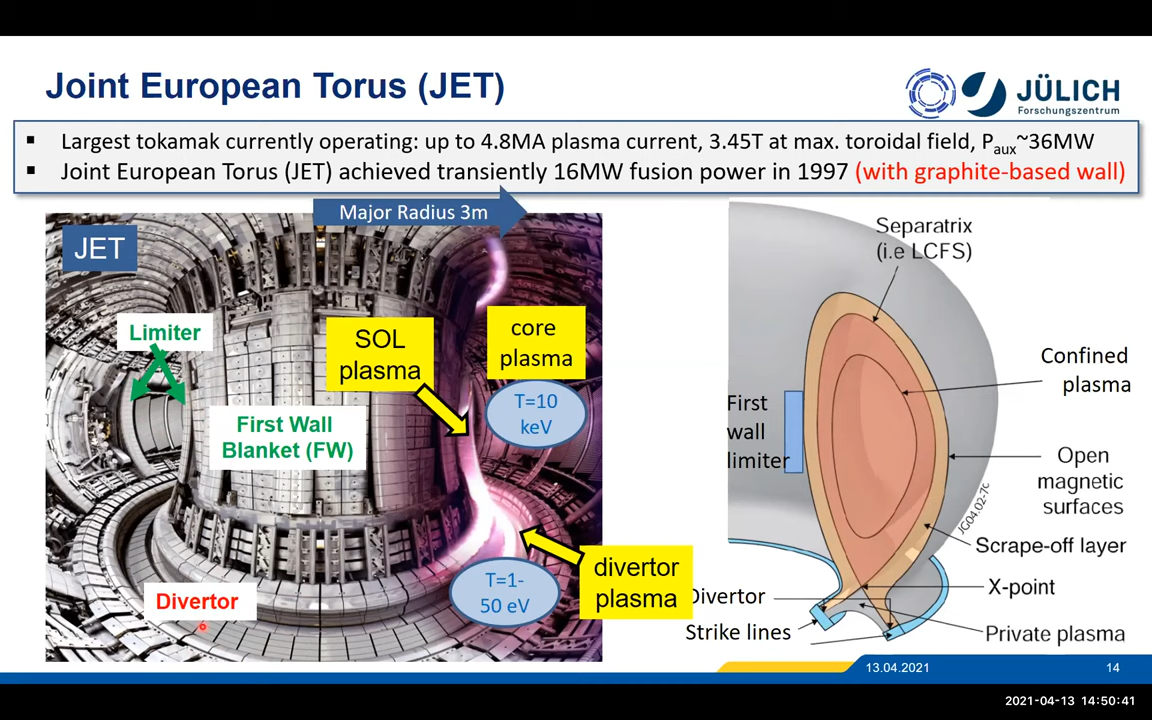 Joint European Torus (JET)
JÜLICH
Forschungszentrum
▪ Largest tokamak currently operating: up to 4.8MA plasma current, 3.45T at max. toroidal field, Paux~36MW
▪ Joint European Torus (JET) achieved transiently 16MW fusion power in 1997 (with graphite-based wall)
Major Radius 3m
JET
Limiter
SOL
plasma
core
plasma
T=10
keV
First Wall
Blanket (FW)
divertor
plasma
T=1-
50 eV
Divertor
Separatrix
(i.e LCFS)
Confined
plasma
First
wall
limiter
Open
magnetic
surfaces
JG04.02-7c
Scrape-off layer
X-point
Divertor
Strike lines
Private plasma
13.04.2021
14
2021-04-13 14:50:41